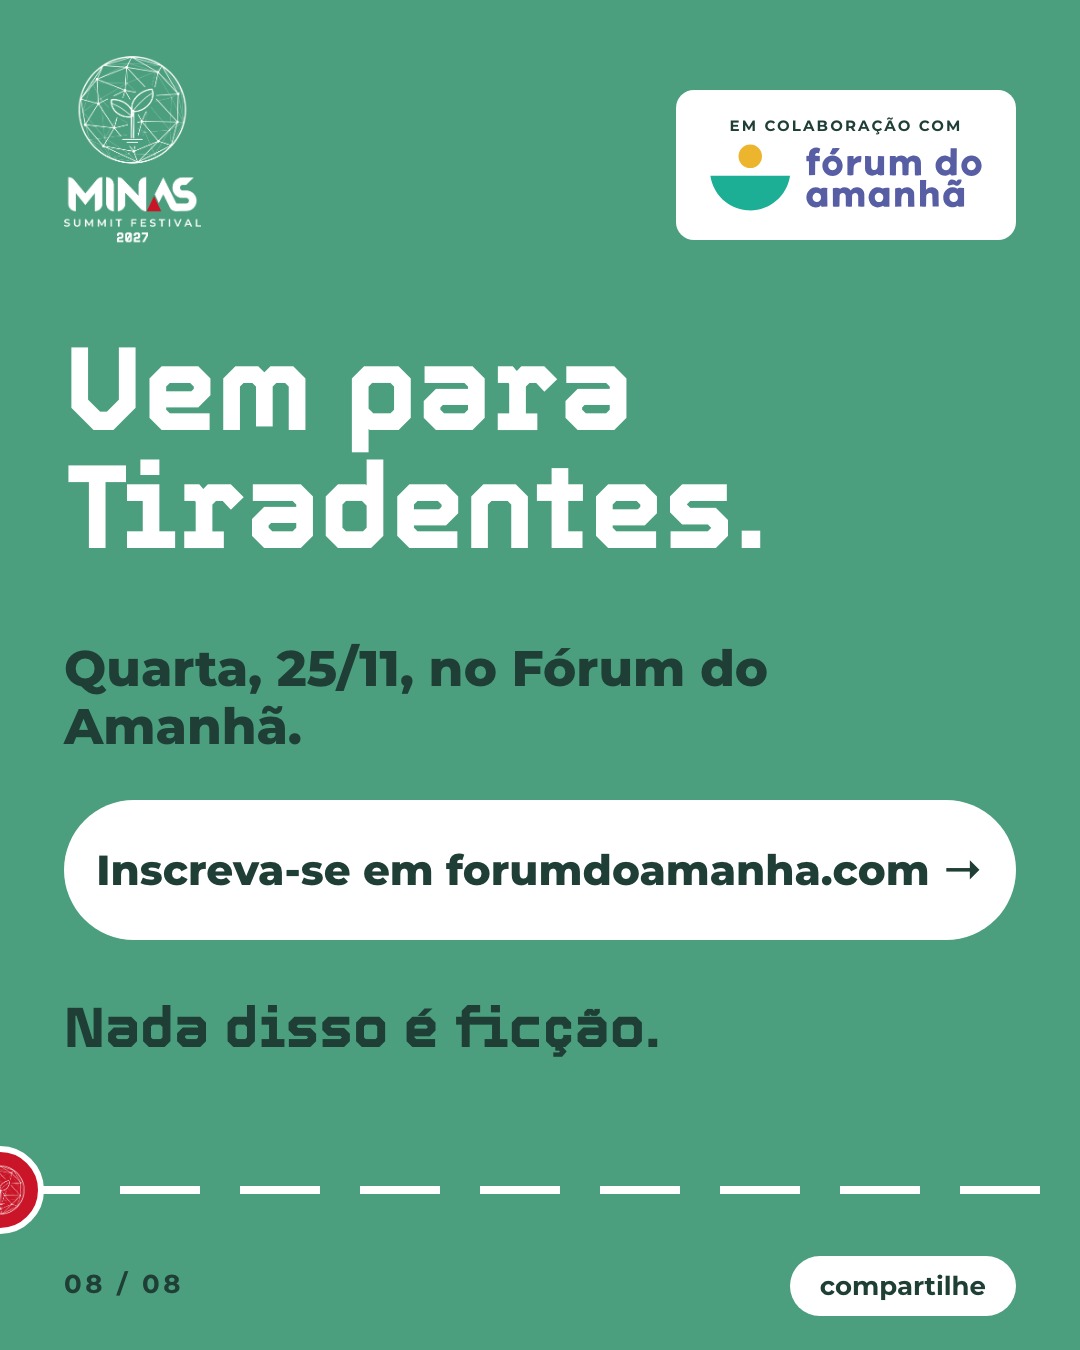 MINAS
SUMMIT FESTIVAL
2027
EM COLABORAÇÃO COM
fórum do
amanhã
Vem para
Tiradentes.
Quarta, 25/11, no Fórum do
Amanhã.
Inscreva-se em forumdoamanha.com →
Nada disso é ficção.
08 / 08
compartilhe